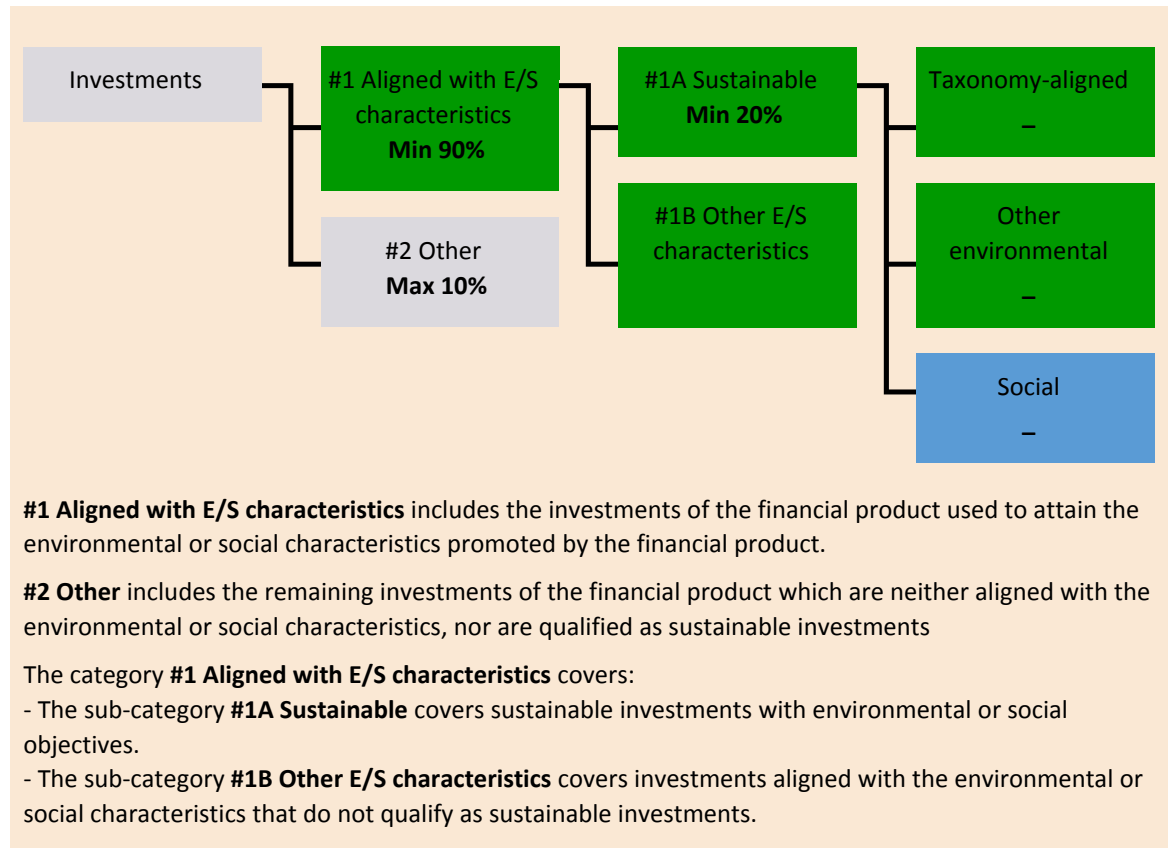 Investments
#1 Aligned with E/S
characteristics
Min 90%
#2 Other
Max 10%
#1A Sustainable
Min 20%
#1B Other E/S
characteristics
Taxonomy-aligned
–
Other
environmental
–
Social
–
#1 Aligned with E/S characteristics includes the investments of the financial product used to attain the
environmental or social characteristics promoted by the financial product.
#2 Other includes the remaining investments of the financial product which are neither aligned with the
environmental or social characteristics, nor are qualified as sustainable investments
The category #1 Aligned with E/S characteristics covers:
- The sub-category #1A Sustainable covers sustainable investments with environmental or social
objectives.
- The sub-category #1B Other E/S characteristics covers investments aligned with the environmental or
social characteristics that do not qualify as sustainable investments.